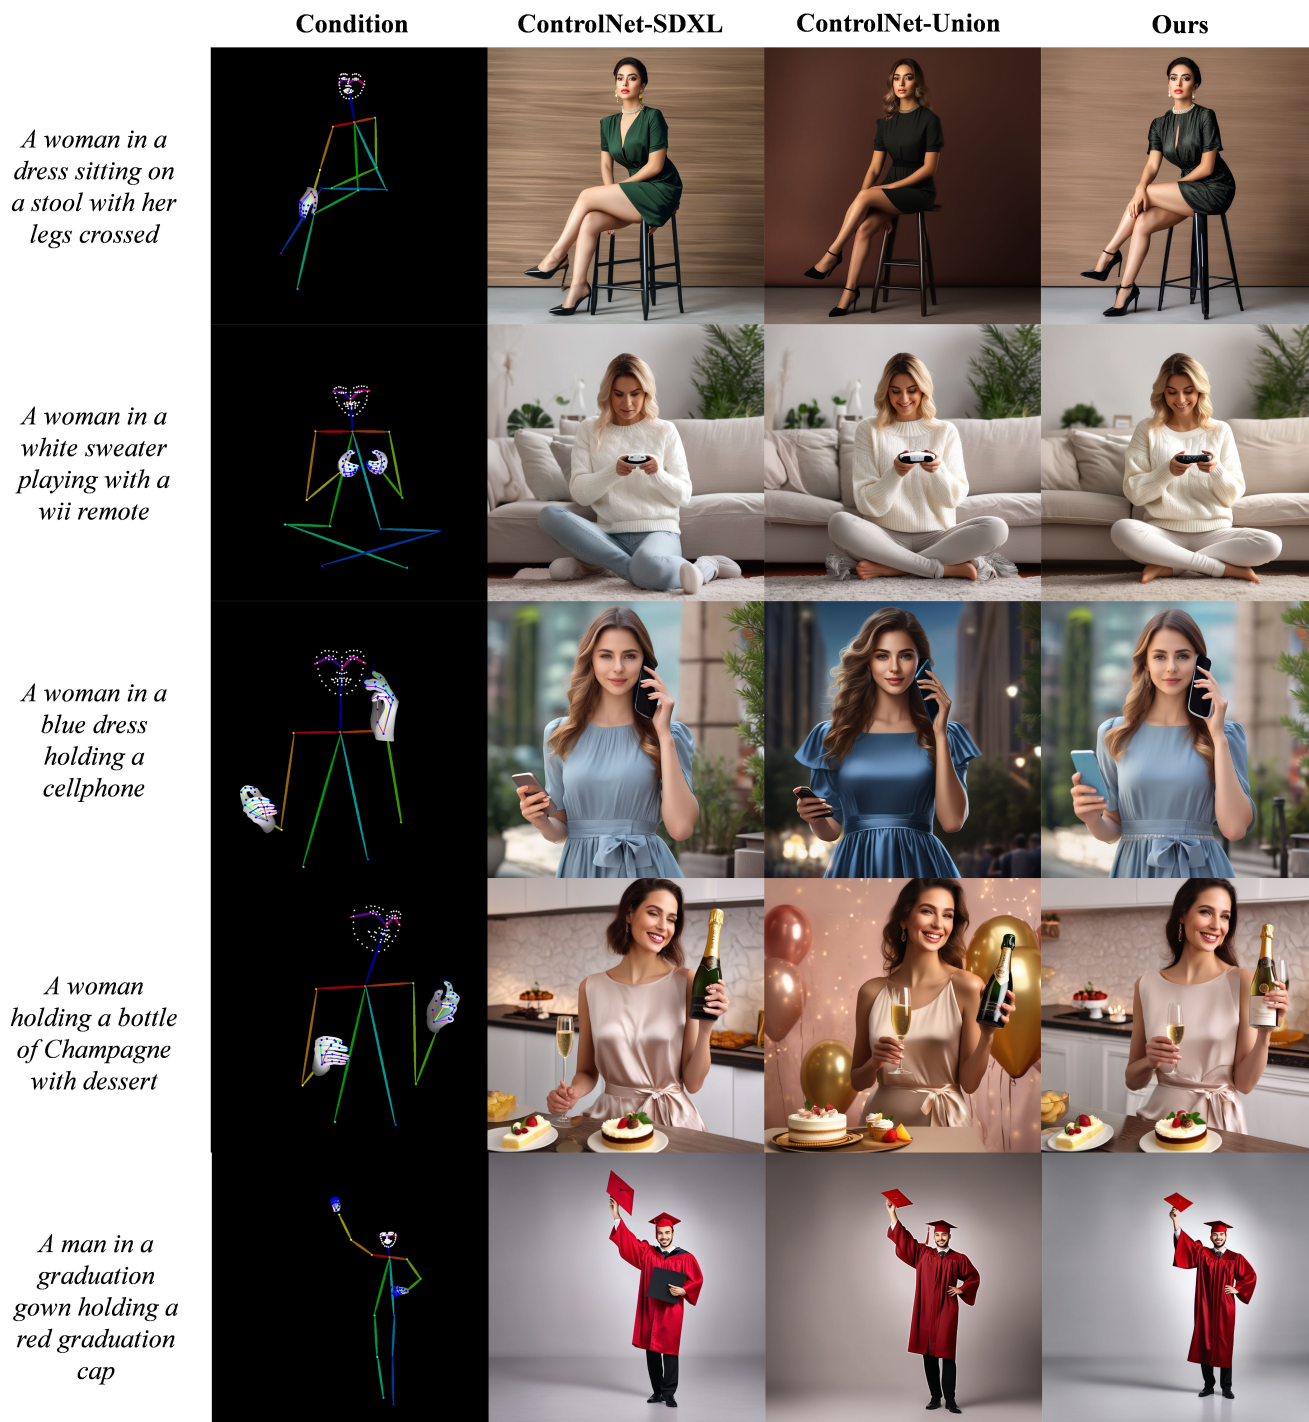 Condition
ControlNet-SDXL
ControlNet-Union
Ours
A woman in a
dress sitting on
a stool with her
legs crossed
A woman in a
white sweater
playing with a
wii remote
A woman in a
blue dress
holding a
cellphone
A woman
holding a bottle
of Champagne
with dessert
A man in a
graduation
gown holding a
red graduation
cap